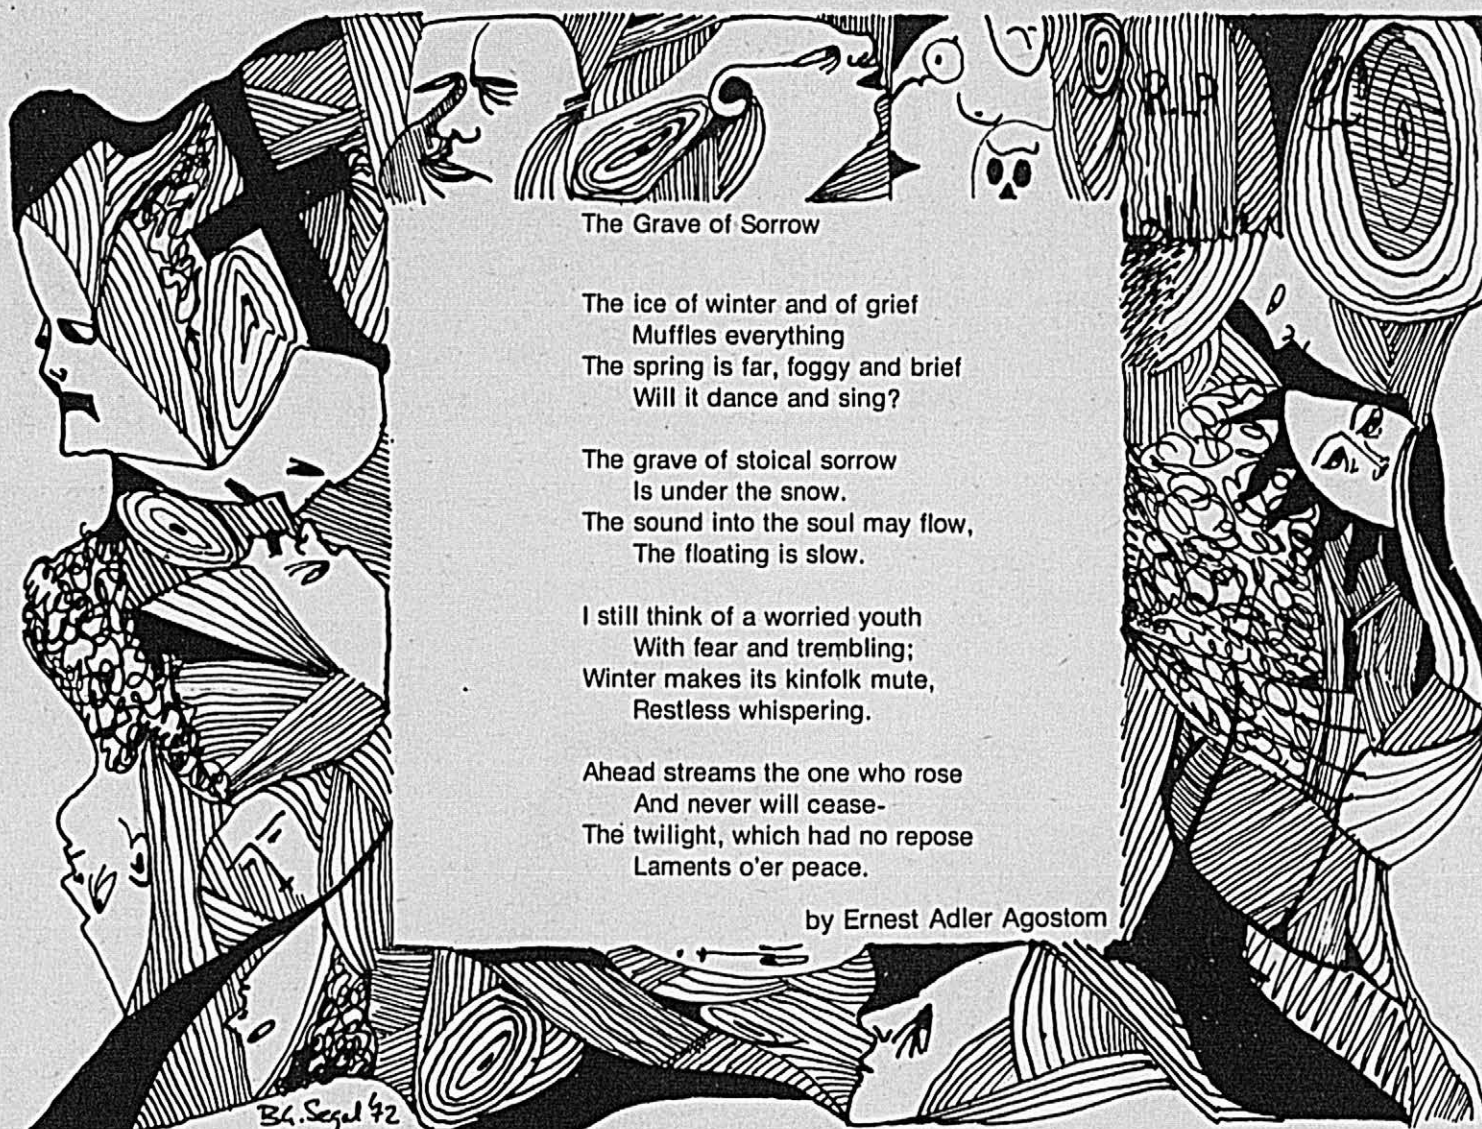 R.I.P
The Grave of Sorrow
The ice of winter and of grief
Muffles everything
The spring is far, foggy and brief
Will it dance and sing?
The grave of stoical sorrow
Is under the snow.
The sound into the soul may flow,
The floating is slow.
I still think of a worried youth
With fear and trembling;
Winter makes its kinfolk mute,
Restless whispering.
Ahead streams the one who rose
And never will cease-
The twilight, which had no repose
Laments o'er peace.
by Ernest Adler Agostom
B.G. Segal '72